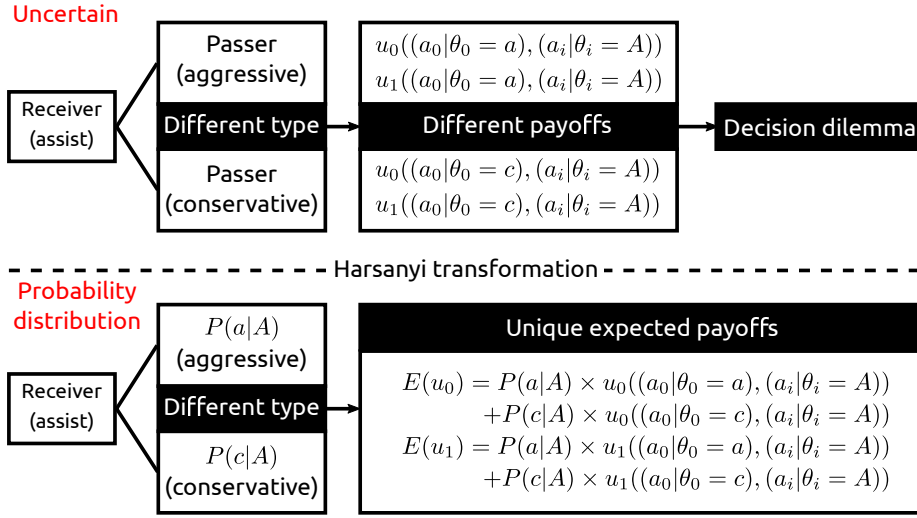 Uncertain
Receiver
(assist)
Passer
(aggressive)
Different type
Passer
(conservative)
u_0((a_0|θ_0 = a), (a_i|θ_i = A))
u_1((a_0|θ_0 = a), (a_i|θ_i = A))
Different payoffs
u_0((a_0|θ_0 = c), (a_i|θ_i = A))
u_1((a_0|θ_0 = c), (a_i|θ_i = A))
Decision dilemma
Harsanyi transformation
Probability
distribution
Receiver
(assist)
P(a|A)
(aggressive)
Different type
P(c|A)
(conservative)
Unique expected payoffs
E(u_0) = P(a|A) × u_0((a_0|θ_0 = a), (a_i|θ_i = A))
+P(c|A) × u_0((a_0|θ_0 = c), (a_i|θ_i = A))
E(u_1) = P(a|A) × u_1((a_0|θ_0 = a), (a_i|θ_i = A))
+P(c|A) × u_1((a_0|θ_0 = c), (a_i|θ_i = A))